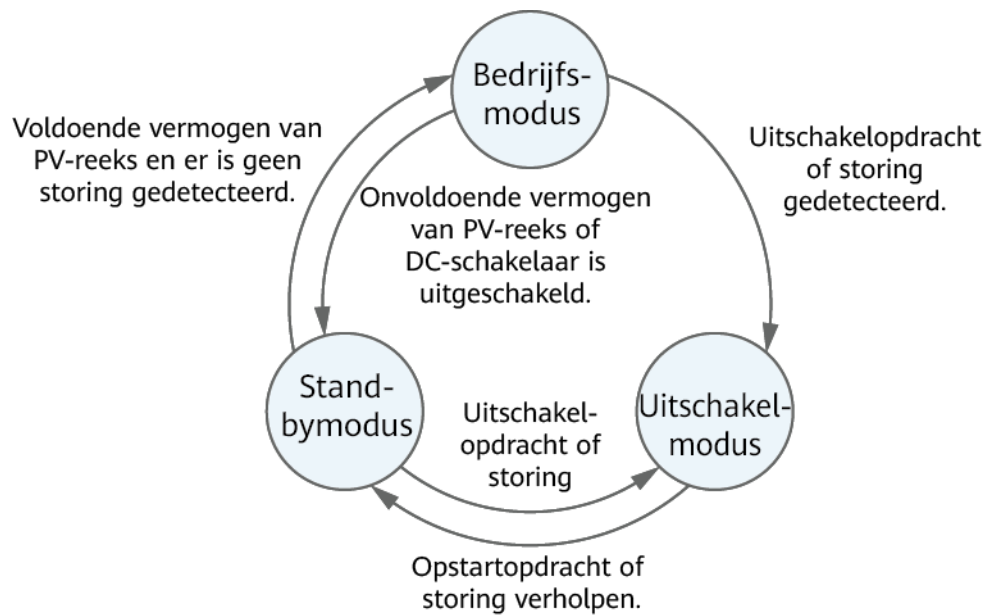 Bedrijfs-
modus
Voldoende vermogen van
PV-reeks en er is geen
storing gedetecteerd.
Uitschakelopdracht
of storing
gedetecteerd.
Onvoldoende vermogen
van PV-reeks of
DC-schakelaar is
uitgeschakeld.
Stand-
bymodus
Uitschakel-
opdracht of
storing
Uitschakel-
modus
Opstartopdracht of
storing verholpen.